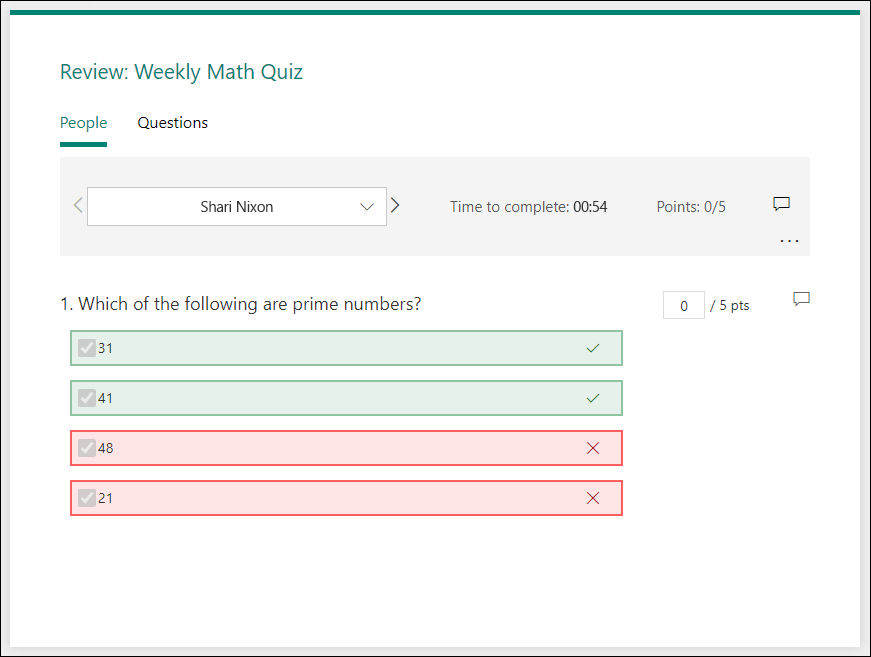 Review: Weekly Math Quiz
People Questions
Shari Nixon Time to complete: 00:54 Points: 0/5
1. Which of the following are prime numbers? 0 / 5 pts
31
41
48
21